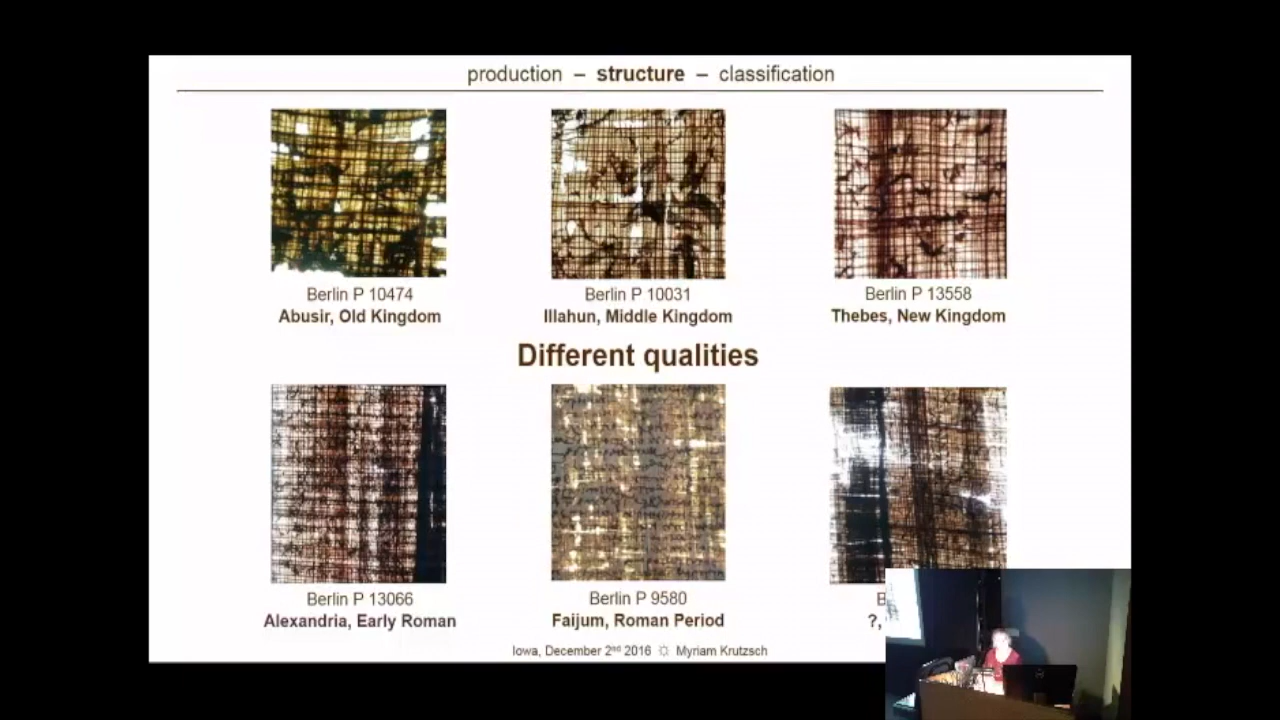 production – structure – classification
Berlin P 10474
Abusir, Old Kingdom
Berlin P 10031
Illahun, Middle Kingdom
Berlin P 13558
Thebes, New Kingdom
Different qualities
Berlin P 13066
Alexandria, Early Roman
Berlin P 9580
Faijum, Roman Period
?,
Iowa, December 2nd 2016 ☼ Myriam Krutzsch